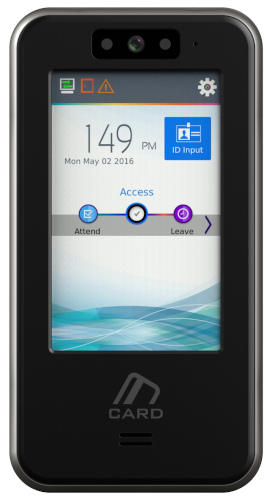 149 PM
Mon May 02 2016
ID Input
Access
Attend
Leave
CARD